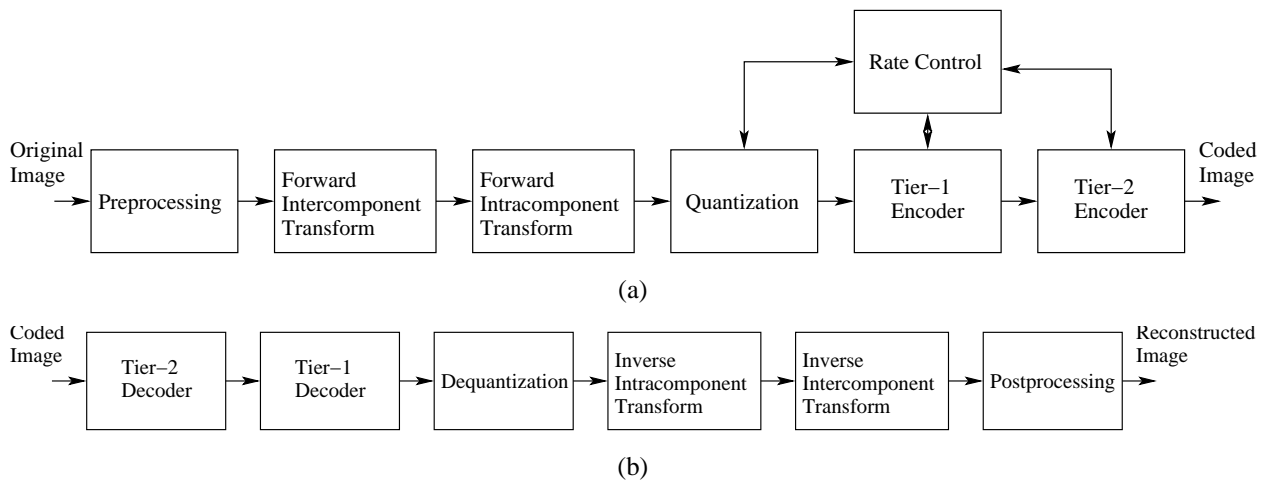 Rate Control
Original
Image
Preprocessing
Forward
Intercomponent
Transform
Forward
Intracomponent
Transform
Quantization
Tier−1
Encoder
Tier−2
Encoder
Coded
Image
(a)
Coded
Image
Tier−2
Decoder
Tier−1
Decoder
Dequantization
Inverse
Intracomponent
Transform
Inverse
Intercomponent
Transform
Postprocessing
Reconstructed
Image
(b)